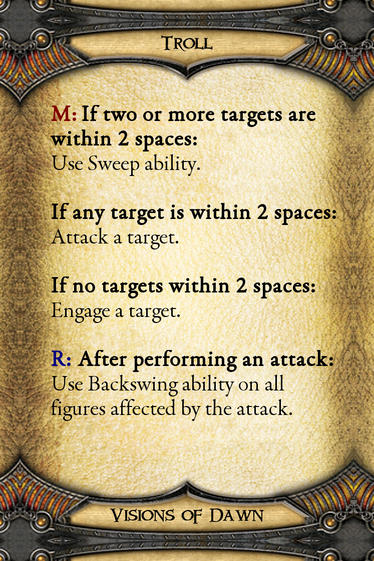 Troll
M: If two or more targets are
within 2 spaces:
Use Sweep ability.
If any target is within 2 spaces:
Attack a target.
If no targets within 2 spaces:
Engage a target.
R: After performing an attack:
Use Backswing ability on all
figures affected by the attack.
Visions of Dawn